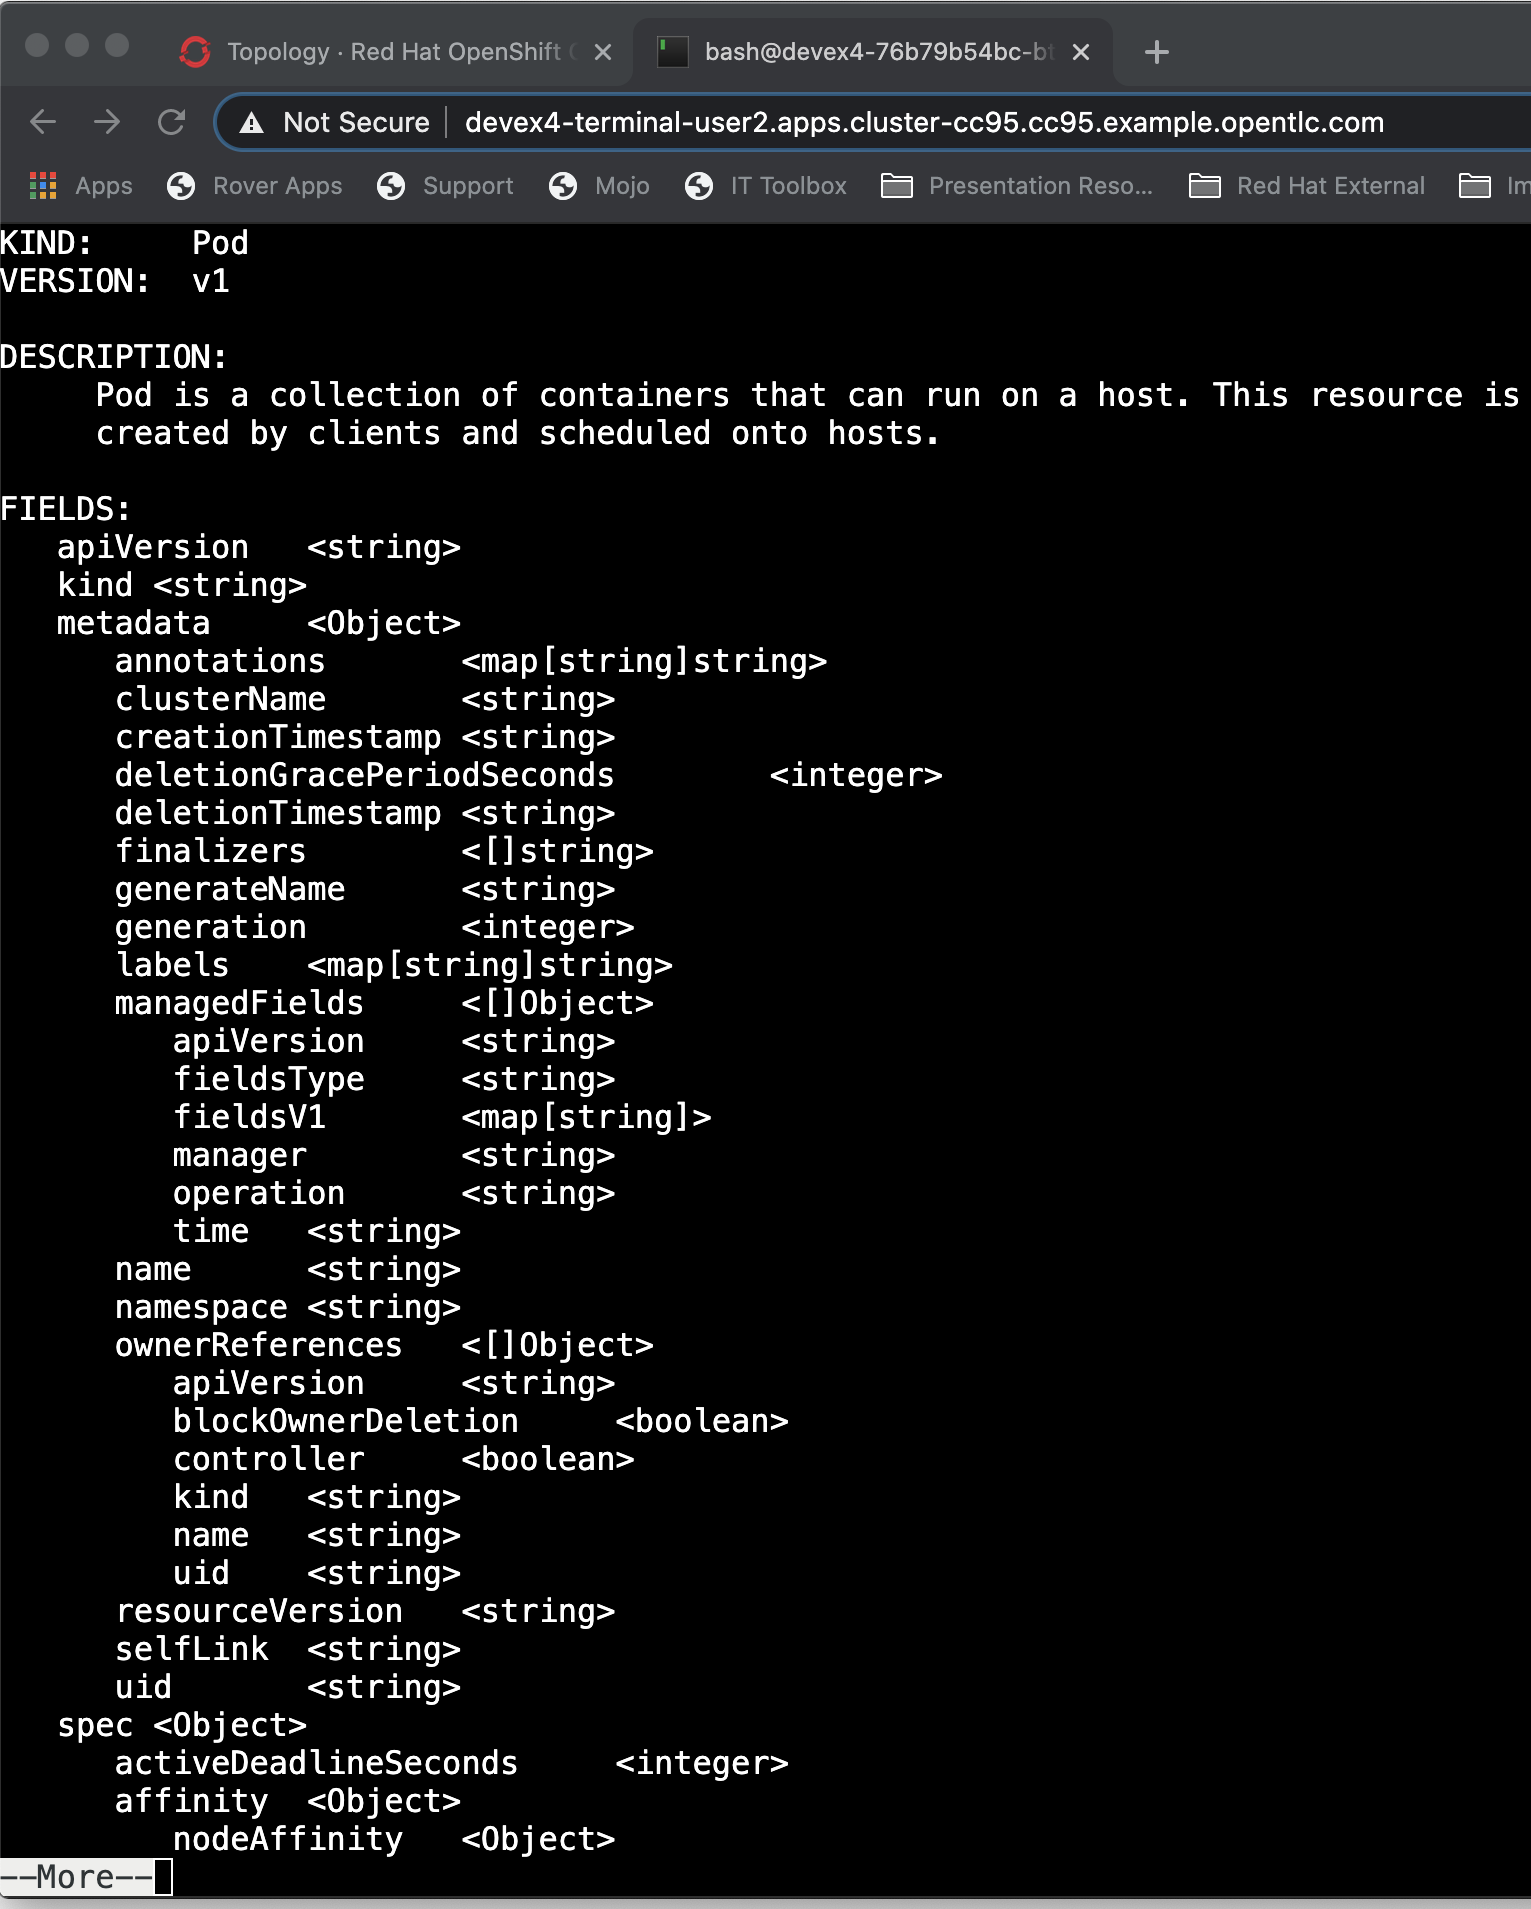 Topology · Red Hat OpenShift
bash@devex4-76b79b54bc-bt
Not Secure devex4-terminal-user2.apps.cluster-cc95.cc95.example.opentlc.com
Apps Rover Apps Support Mojo IT Toolbox Presentation Reso... Red Hat External Im
KIND:     Pod
VERSION:  v1
DESCRIPTION:
Pod is a collection of containers that can run on a host. This resource is
created by clients and scheduled onto hosts.
FIELDS:
apiVersion <string>
kind <string>
metadata <Object>
annotations <map[string]string>
clusterName <string>
creationTimestamp <string>
deletionGracePeriodSeconds <integer>
deletionTimestamp <string>
finalizers <[]string>
generateName <string>
generation <integer>
labels <map[string]string>
managedFields <[]Object>
apiVersion <string>
fieldsType <string>
fieldsV1 <map[string]>
manager <string>
operation <string>
time <string>
name <string>
namespace <string>
ownerReferences <[]Object>
apiVersion <string>
blockOwnerDeletion <boolean>
controller <boolean>
kind <string>
name <string>
uid <string>
resourceVersion <string>
selfLink <string>
uid <string>
spec <Object>
activeDeadlineSeconds <integer>
affinity <Object>
nodeAffinity <Object>
--More--